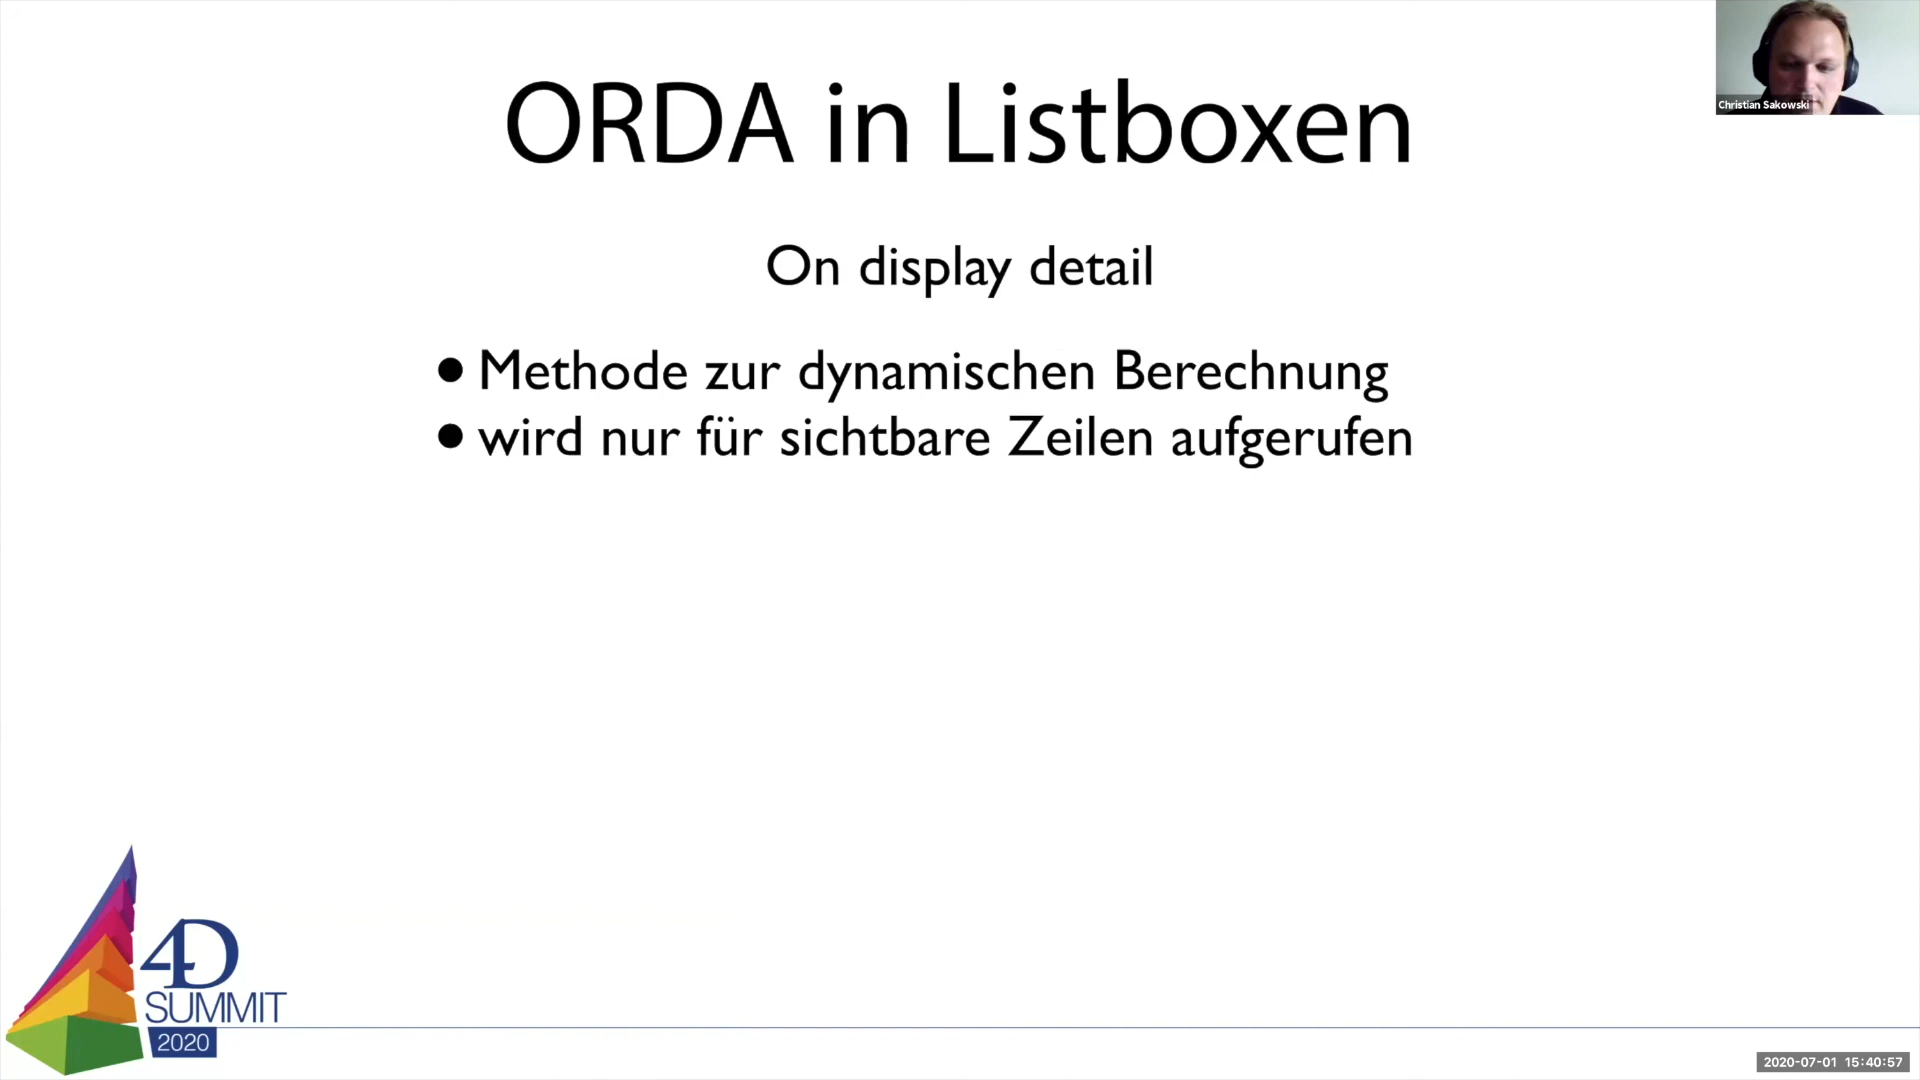 Christian Sakowski
ORDA in Listboxen
On display detail
● Methode zur dynamischen Berechnung
● wird nur für sichtbare Zeilen aufgerufen
4D
SUMMIT
2020
2020-07-01 15:40:57